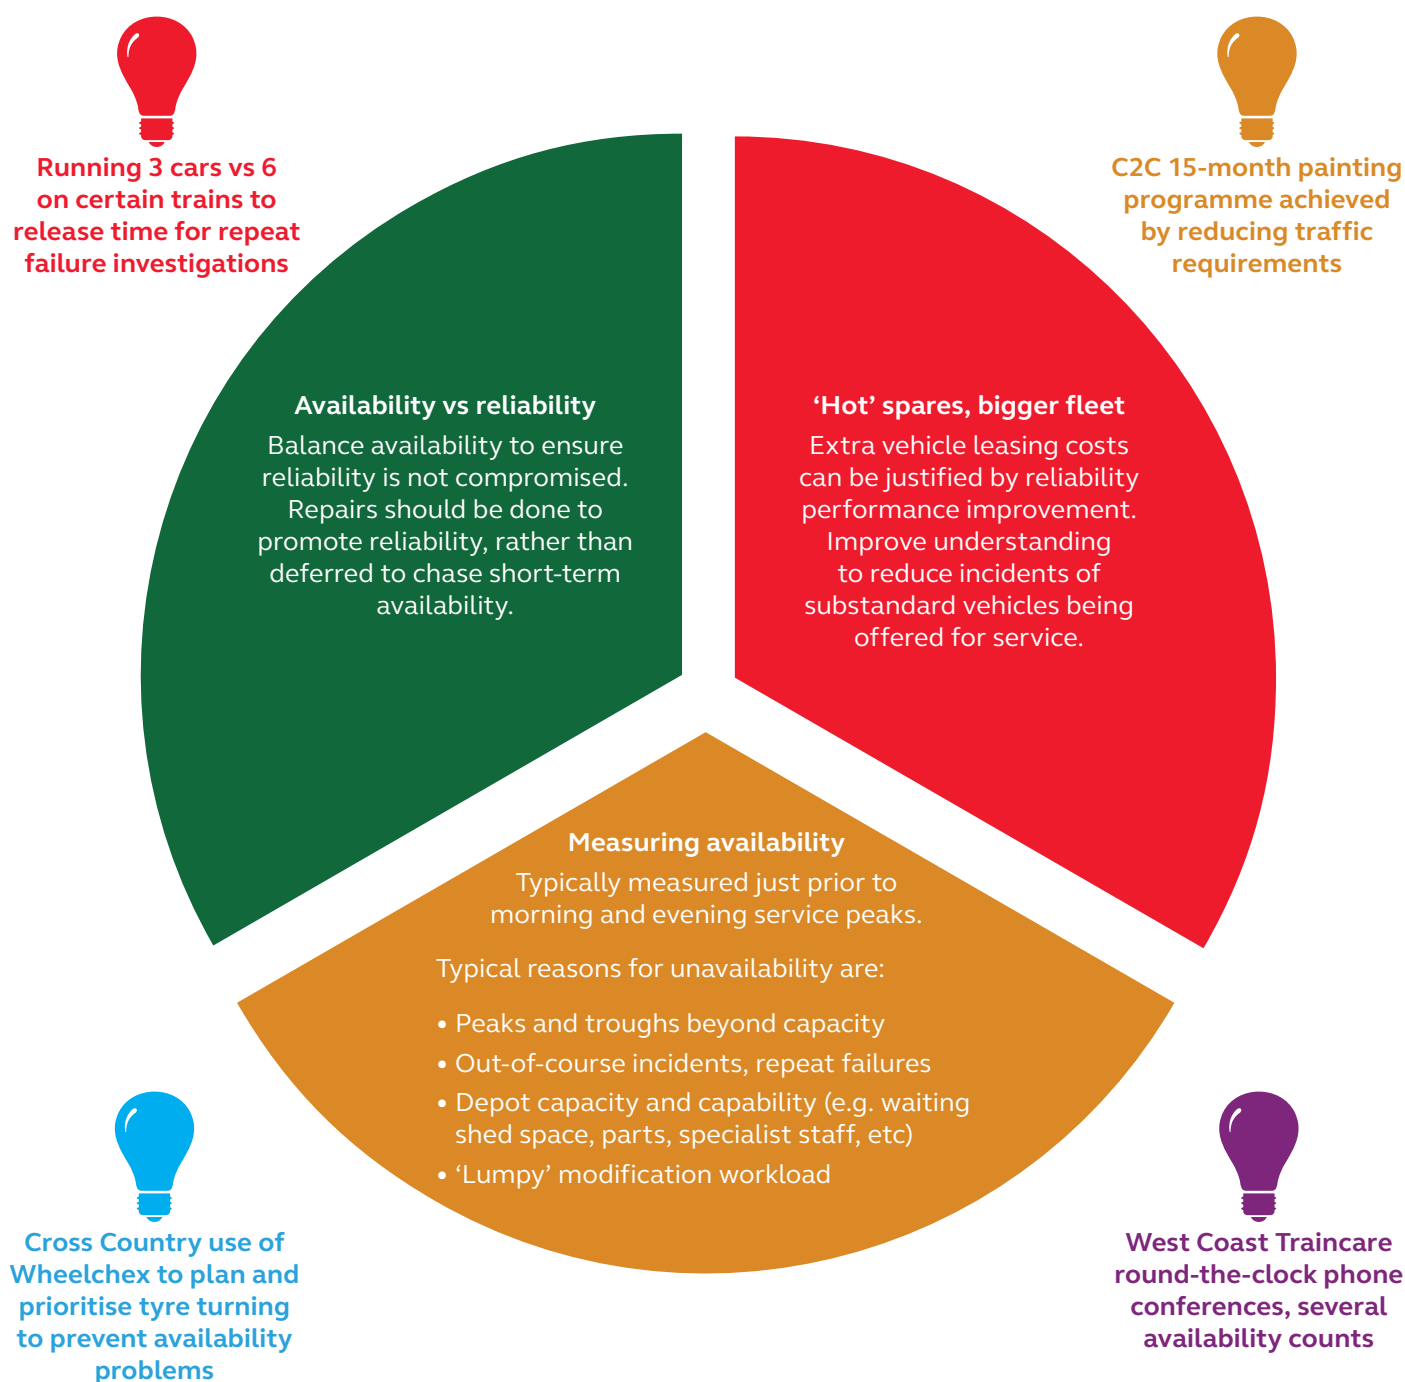 Running 3 cars vs 6
on certain trains to
release time for repeat
failure investigations
C2C 15-month painting
programme achieved
by reducing traffic
requirements
Availability vs reliability
Balance availability to ensure
reliability is not compromised.
Repairs should be done to
promote reliability, rather than
deferred to chase short-term
availability.
‘Hot’ spares, bigger fleet
Extra vehicle leasing costs
can be justified by reliability
performance improvement.
Improve understanding
to reduce incidents of
substandard vehicles being
offered for service.
Measuring availability
Typically measured just prior to
morning and evening service peaks.
Typical reasons for unavailability are:
• Peaks and troughs beyond capacity
• Out-of-course incidents, repeat failures
• Depot capacity and capability (e.g. waiting
shed space, parts, specialist staff, etc)
• ‘Lumpy’ modification workload
Cross Country use of
Wheelchex to plan and
prioritise tyre turning
to prevent availability
problems
West Coast Traincare
round-the-clock phone
conferences, several
availability counts